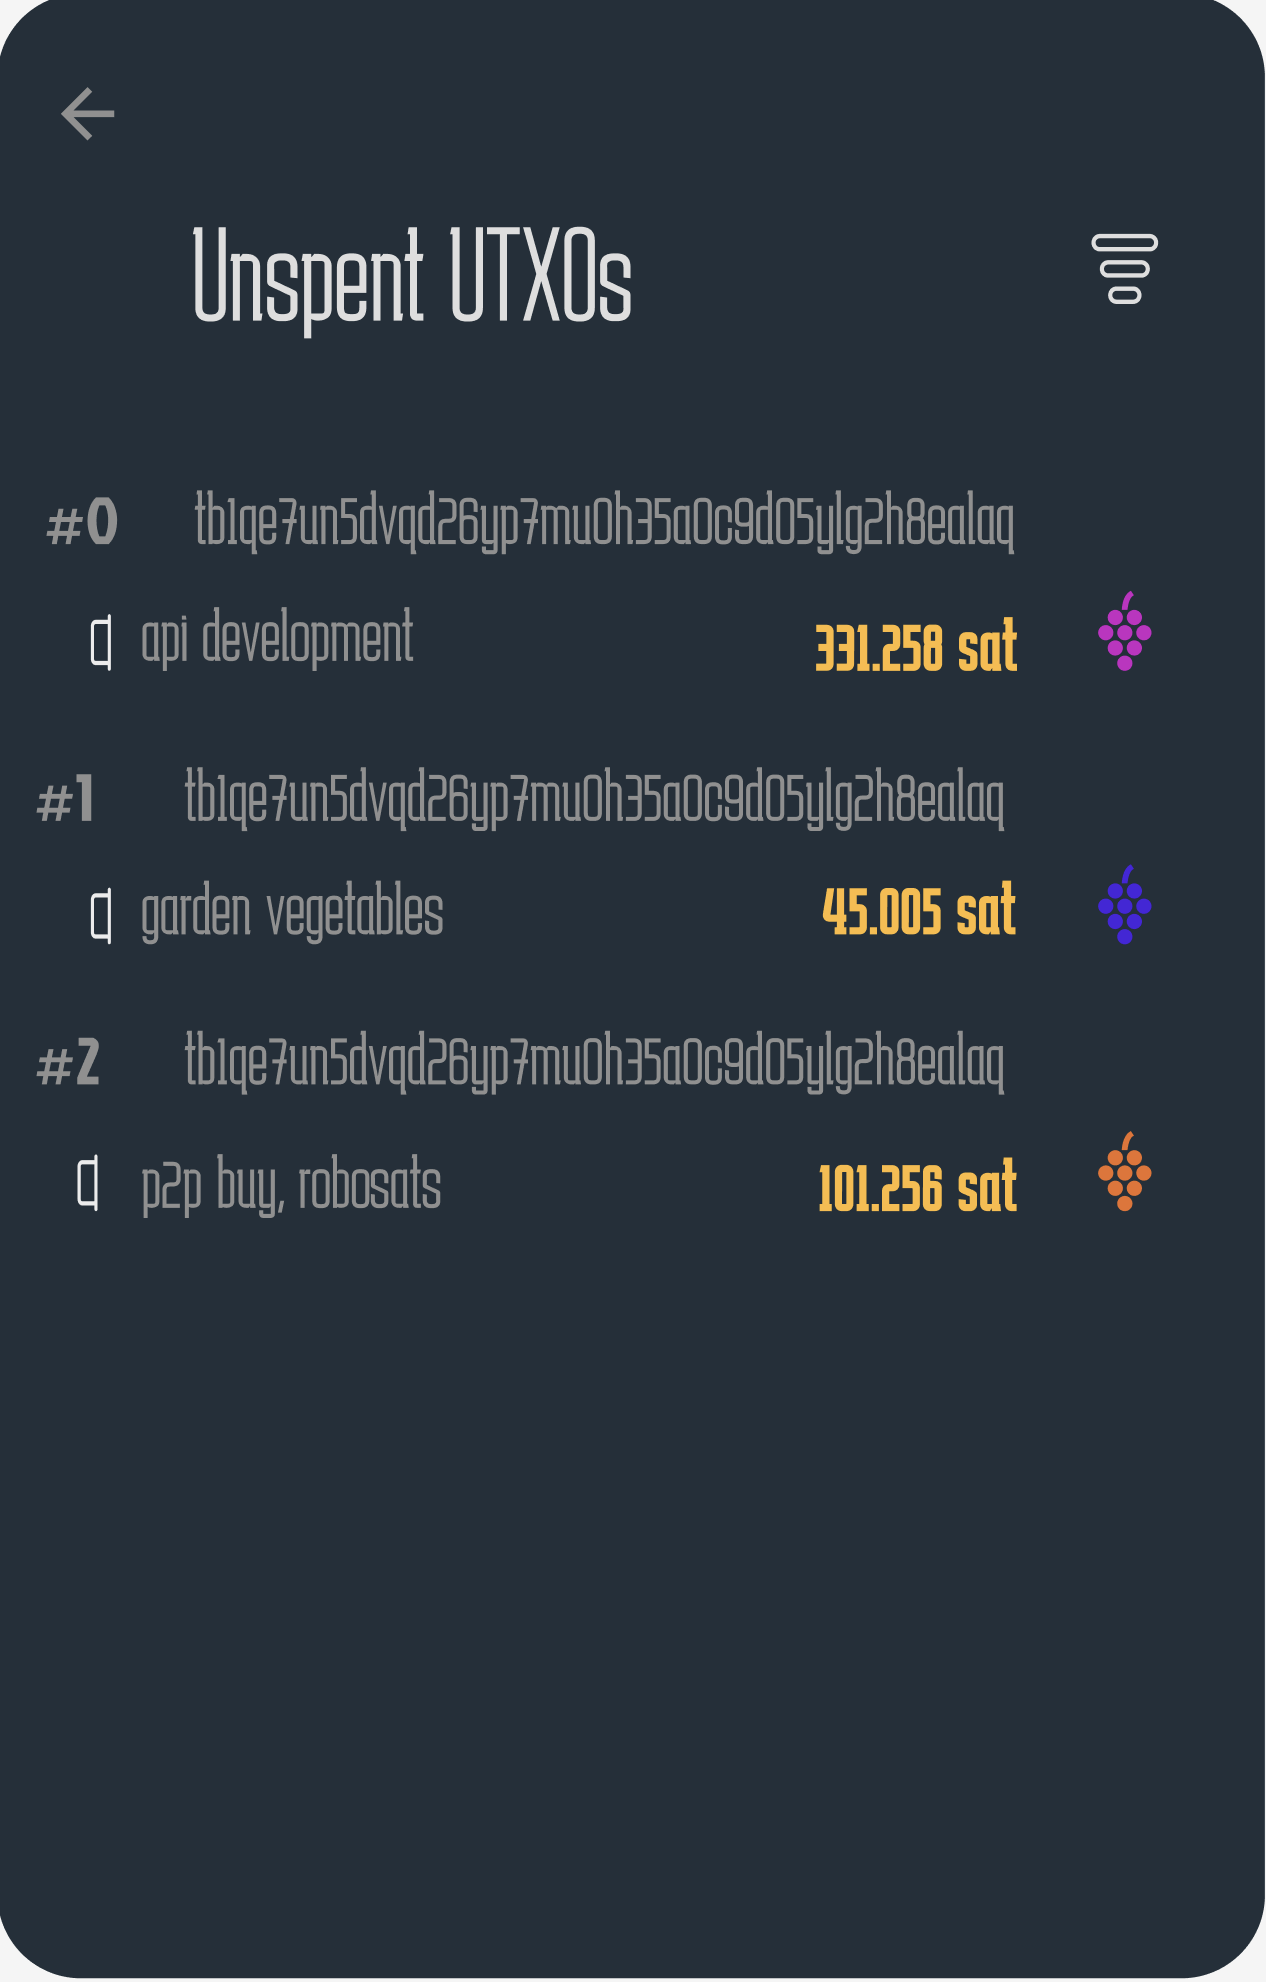 Unspent UTXOs
#0 tb1qe7un5dvqd26yp7mu0h35a0c9d05ylg2h8ealaq
api development 331.258 sat
#1 tb1qe7un5dvqd26yp7mu0h35a0c9d05ylg2h8ealaq
garden vegetables 45.005 sat
#2 tb1qe7un5dvqd26yp7mu0h35a0c9d05ylg2h8ealaq
p2p buy, robosats 101.256 sat